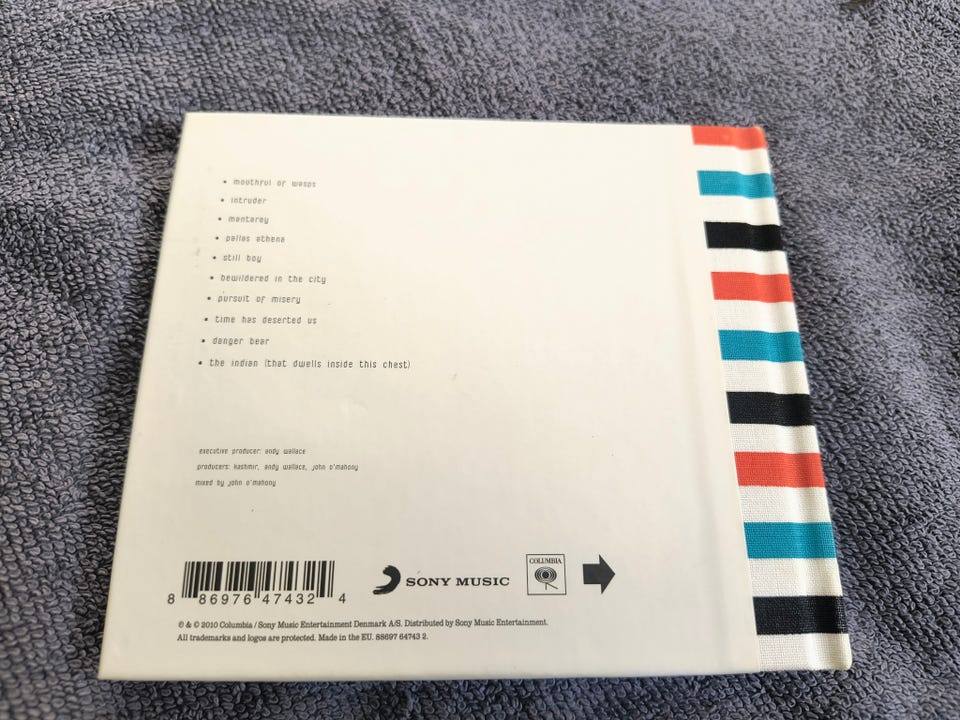 • mouthful of wasps
• intruder
• mantaray
• pallas athena
• still boy
• bewildered in the city
• pursuit of misery
• time has deserted us
• danger bear
• the indian (that dwells inside this chest)
executive producer: andy wallace
producers: kashmir, andy wallace, john o'mahony
mixed by john o'mahony
8 86976 47432 4
SONY MUSIC
COLUMBIA
℗ & © 2010 Columbia / Sony Music Entertainment Denmark A/S. Distributed by Sony Music Entertainment.
All trademarks and logos are protected. Made in the EU. 88697 64743 2.